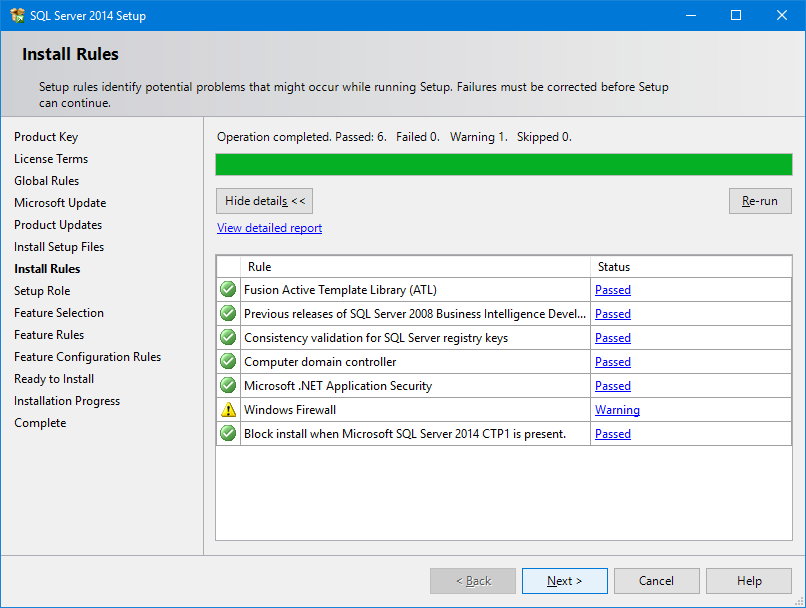 SQL Server 2014 Setup
Install Rules
Setup rules identify potential problems that might occur while running Setup. Failures must be corrected before Setup
can continue.
Product Key
License Terms
Global Rules
Microsoft Update
Product Updates
Install Setup Files
Install Rules
Setup Role
Feature Selection
Feature Rules
Feature Configuration Rules
Ready to Install
Installation Progress
Complete
Operation completed. Passed: 6. Failed 0. Warning 1. Skipped 0.
Hide details << Re-run
View detailed report
Rule Status
Fusion Active Template Library (ATL) Passed
Previous releases of SQL Server 2008 Business Intelligence Devel... Passed
Consistency validation for SQL Server registry keys Passed
Computer domain controller Passed
Microsoft .NET Application Security Passed
Windows Firewall Warning
Block install when Microsoft SQL Server 2014 CTP1 is present. Passed
< Back Next > Cancel Help